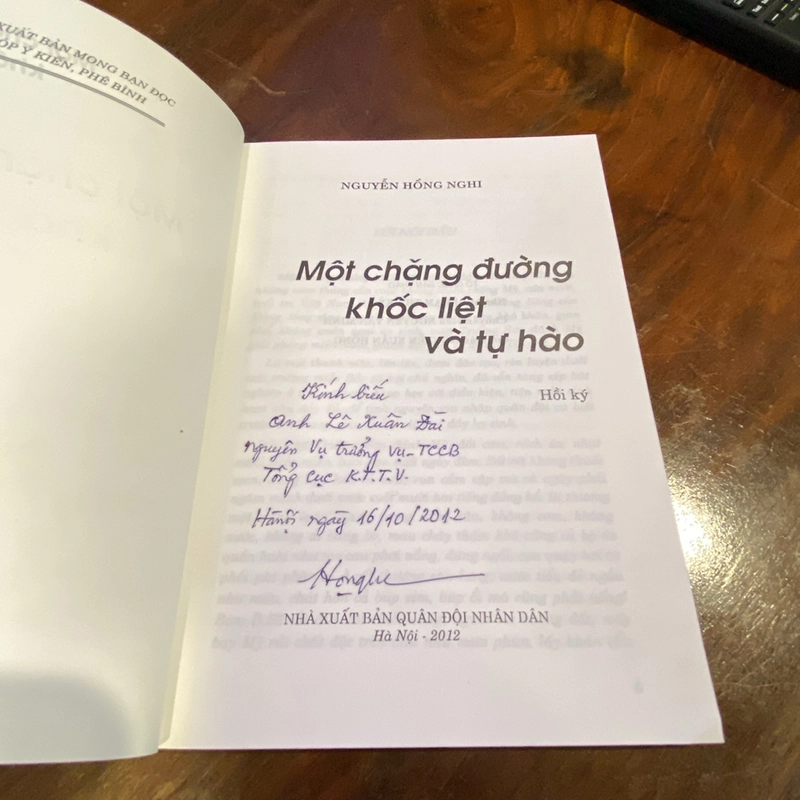 XUẤT BẢN MONG BẠN ĐỌC
ÓP Ý KIẾN, PHÊ BÌNH
NGUYỄN HỒNG NGHI
Một chặng đường
khốc liệt
và tự hào
Hồi ký
Kính biếu
Anh Lê Xuân Đài
nguyên Vụ trưởng vụ-TCCB
Tổng cục K.T.T.V.
Hà nội ngày 16/10/2012
NHÀ XUẤT BẢN QUÂN ĐỘI NHÂN DÂN
Hà Nội - 2012